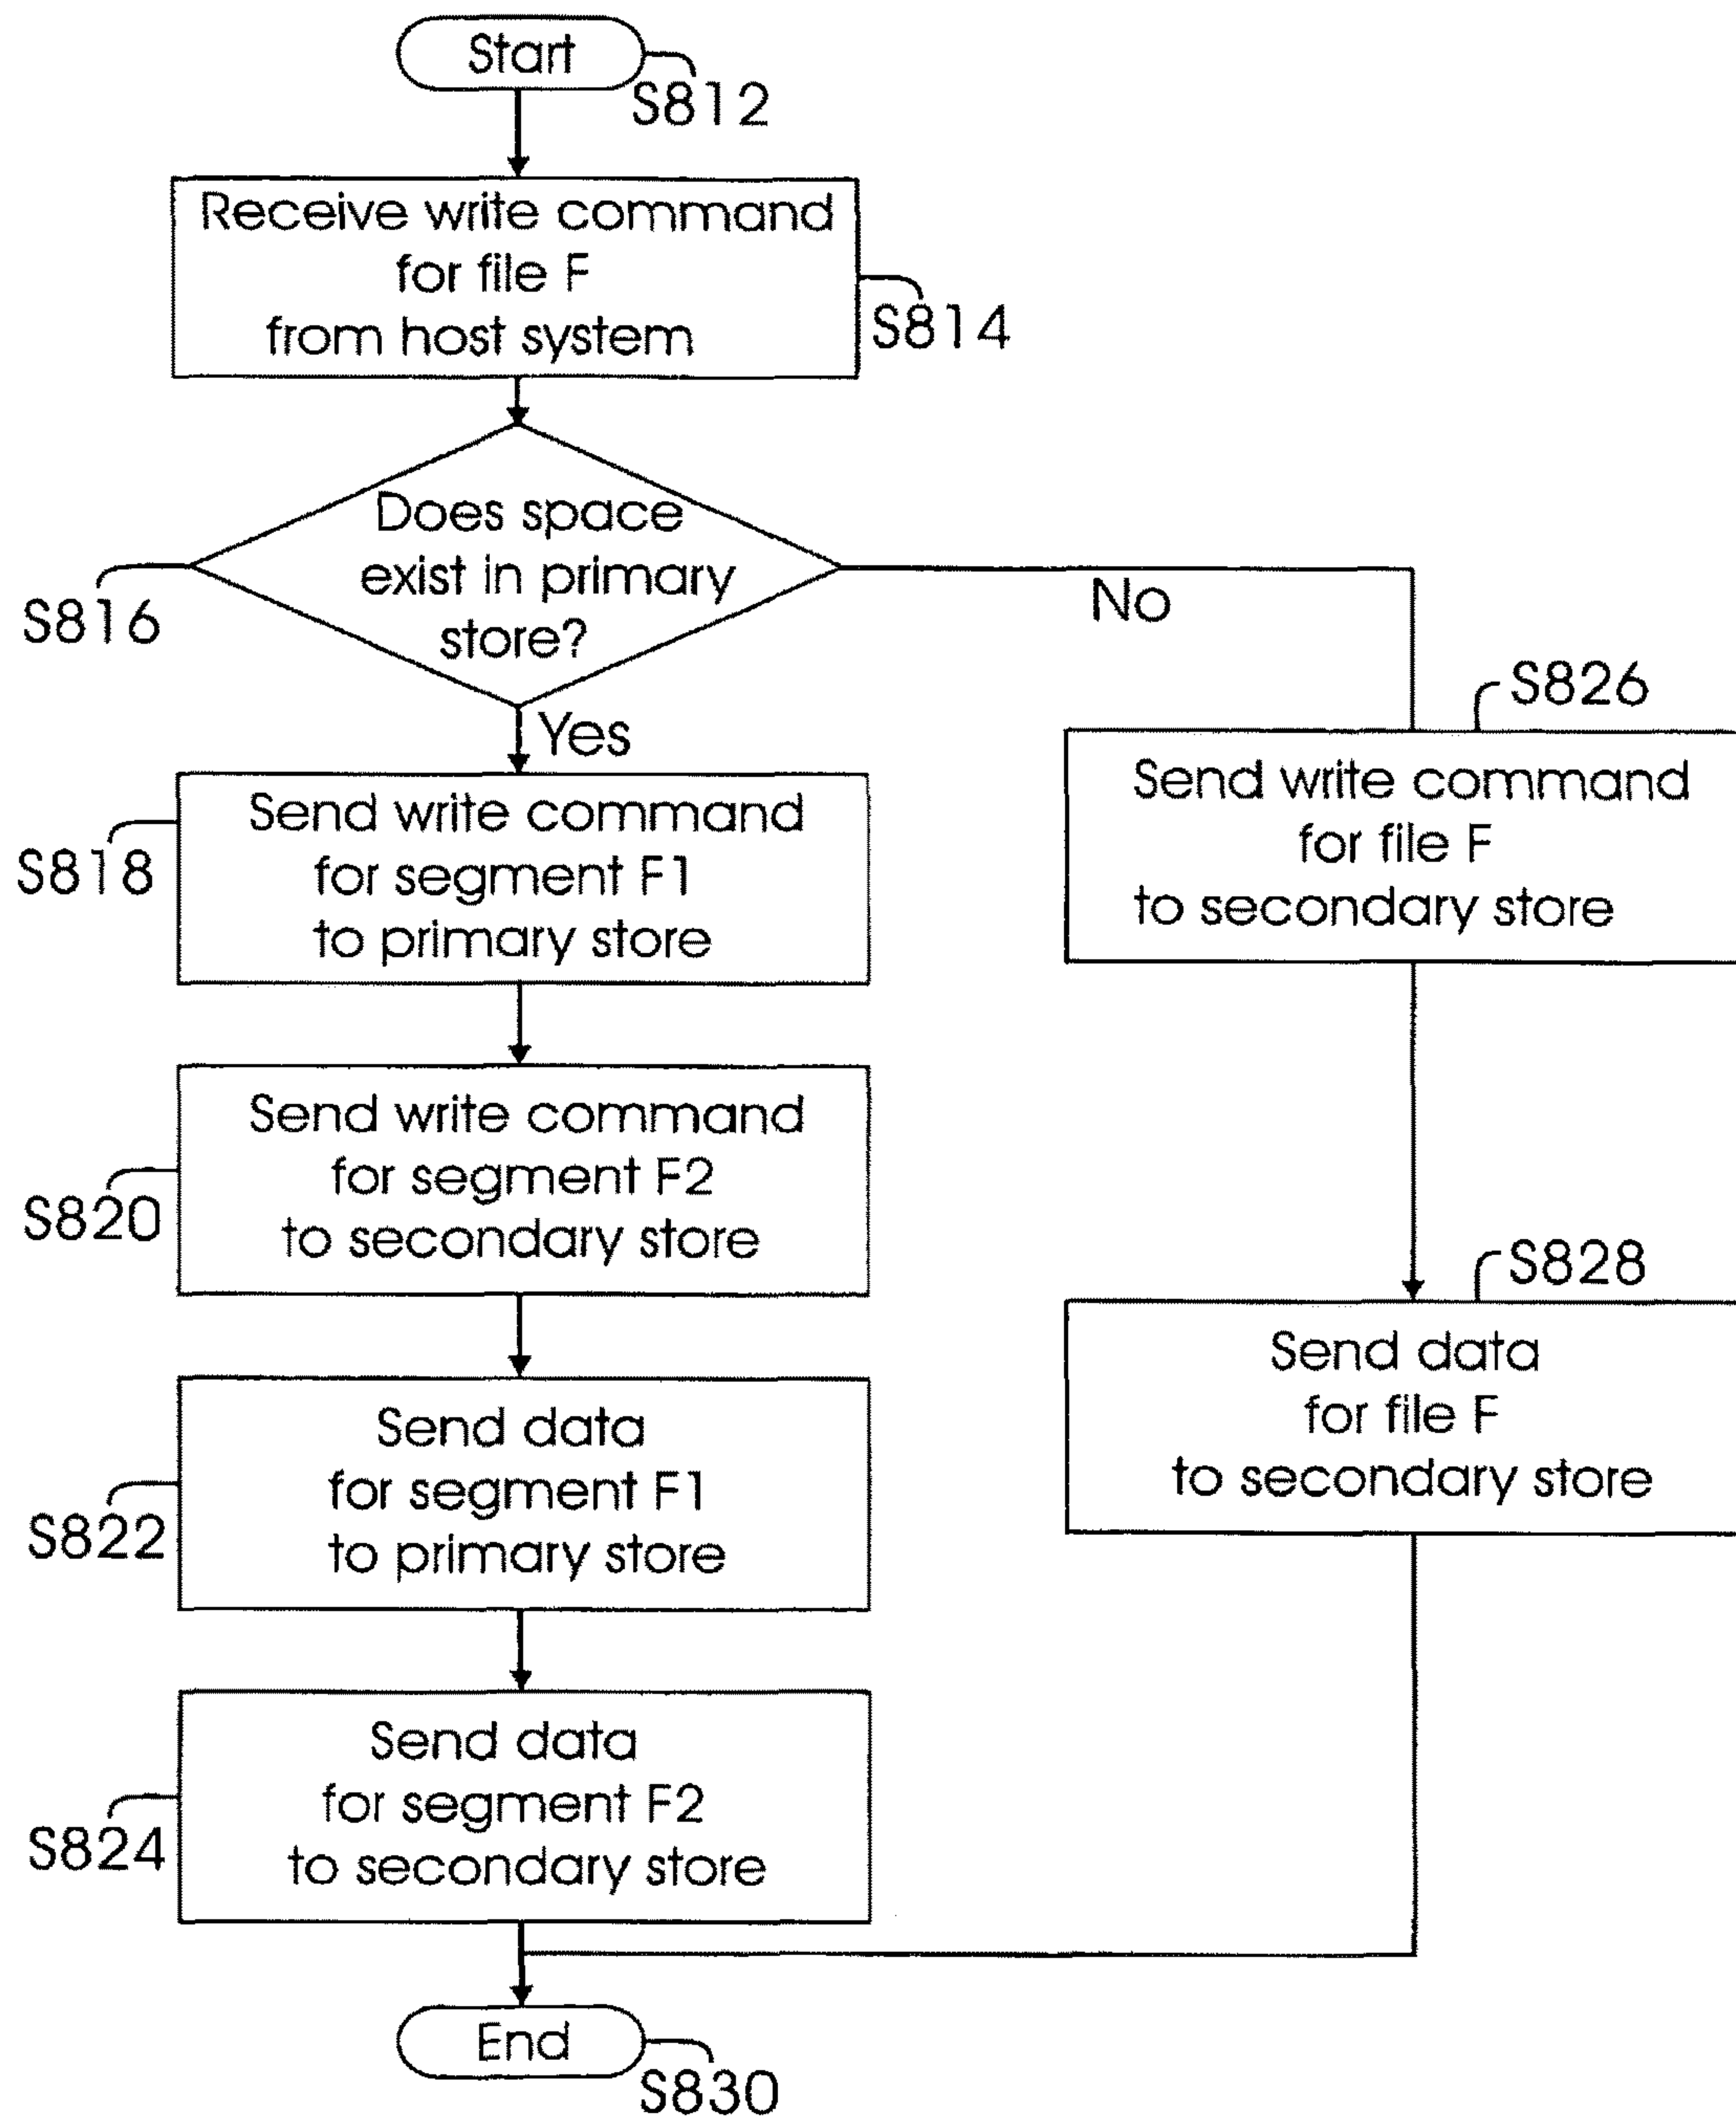 Start
S812
Receive write command
for file F
from host system
S814
Does space
exist in primary
store?
S816
No
Yes
S826
Send write command
for file F
to secondary store
Send write command
for segment F1
to primary store
S818
Send write command
for segment F2
to secondary store
S820
S828
Send data
for file F
to secondary store
Send data
for segment F1
to primary store
S822
Send data
for segment F2
to secondary store
S824
End
S830